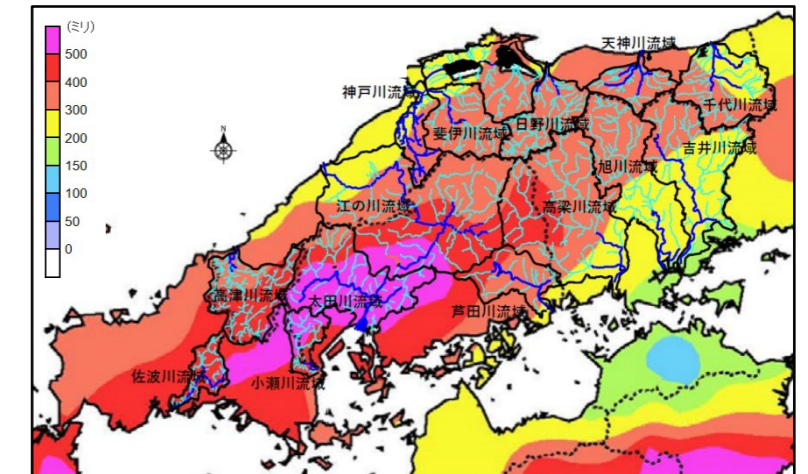 (ミリ)
500
400
300
200
150
100
50
0
N
天神川流域
神戸川流域
千代川流域
日野川流域
斐伊川流域
吉井川流域
旭川流域
江の川流域
高梁川流域
高津川流域
太田川流域
芦田川流域
佐波川流域
小瀬川流域